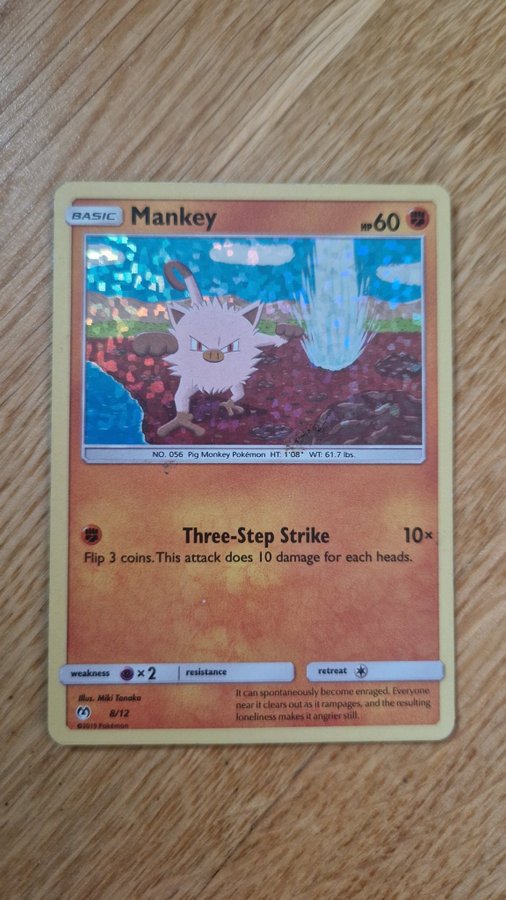 BASIC Mankey HP 60
NO. 056 Pig Monkey Pokémon HT: 1'08" WT: 61.7 lbs.
Three-Step Strike 10×
Flip 3 coins. This attack does 10 damage for each heads.
weakness ×2 resistance retreat
Illus. Miki Tanaka
8/12
©2019 Pokémon
It can spontaneously become enraged. Everyone
near it clears out as it rampages, and the resulting
loneliness makes it angrier still.